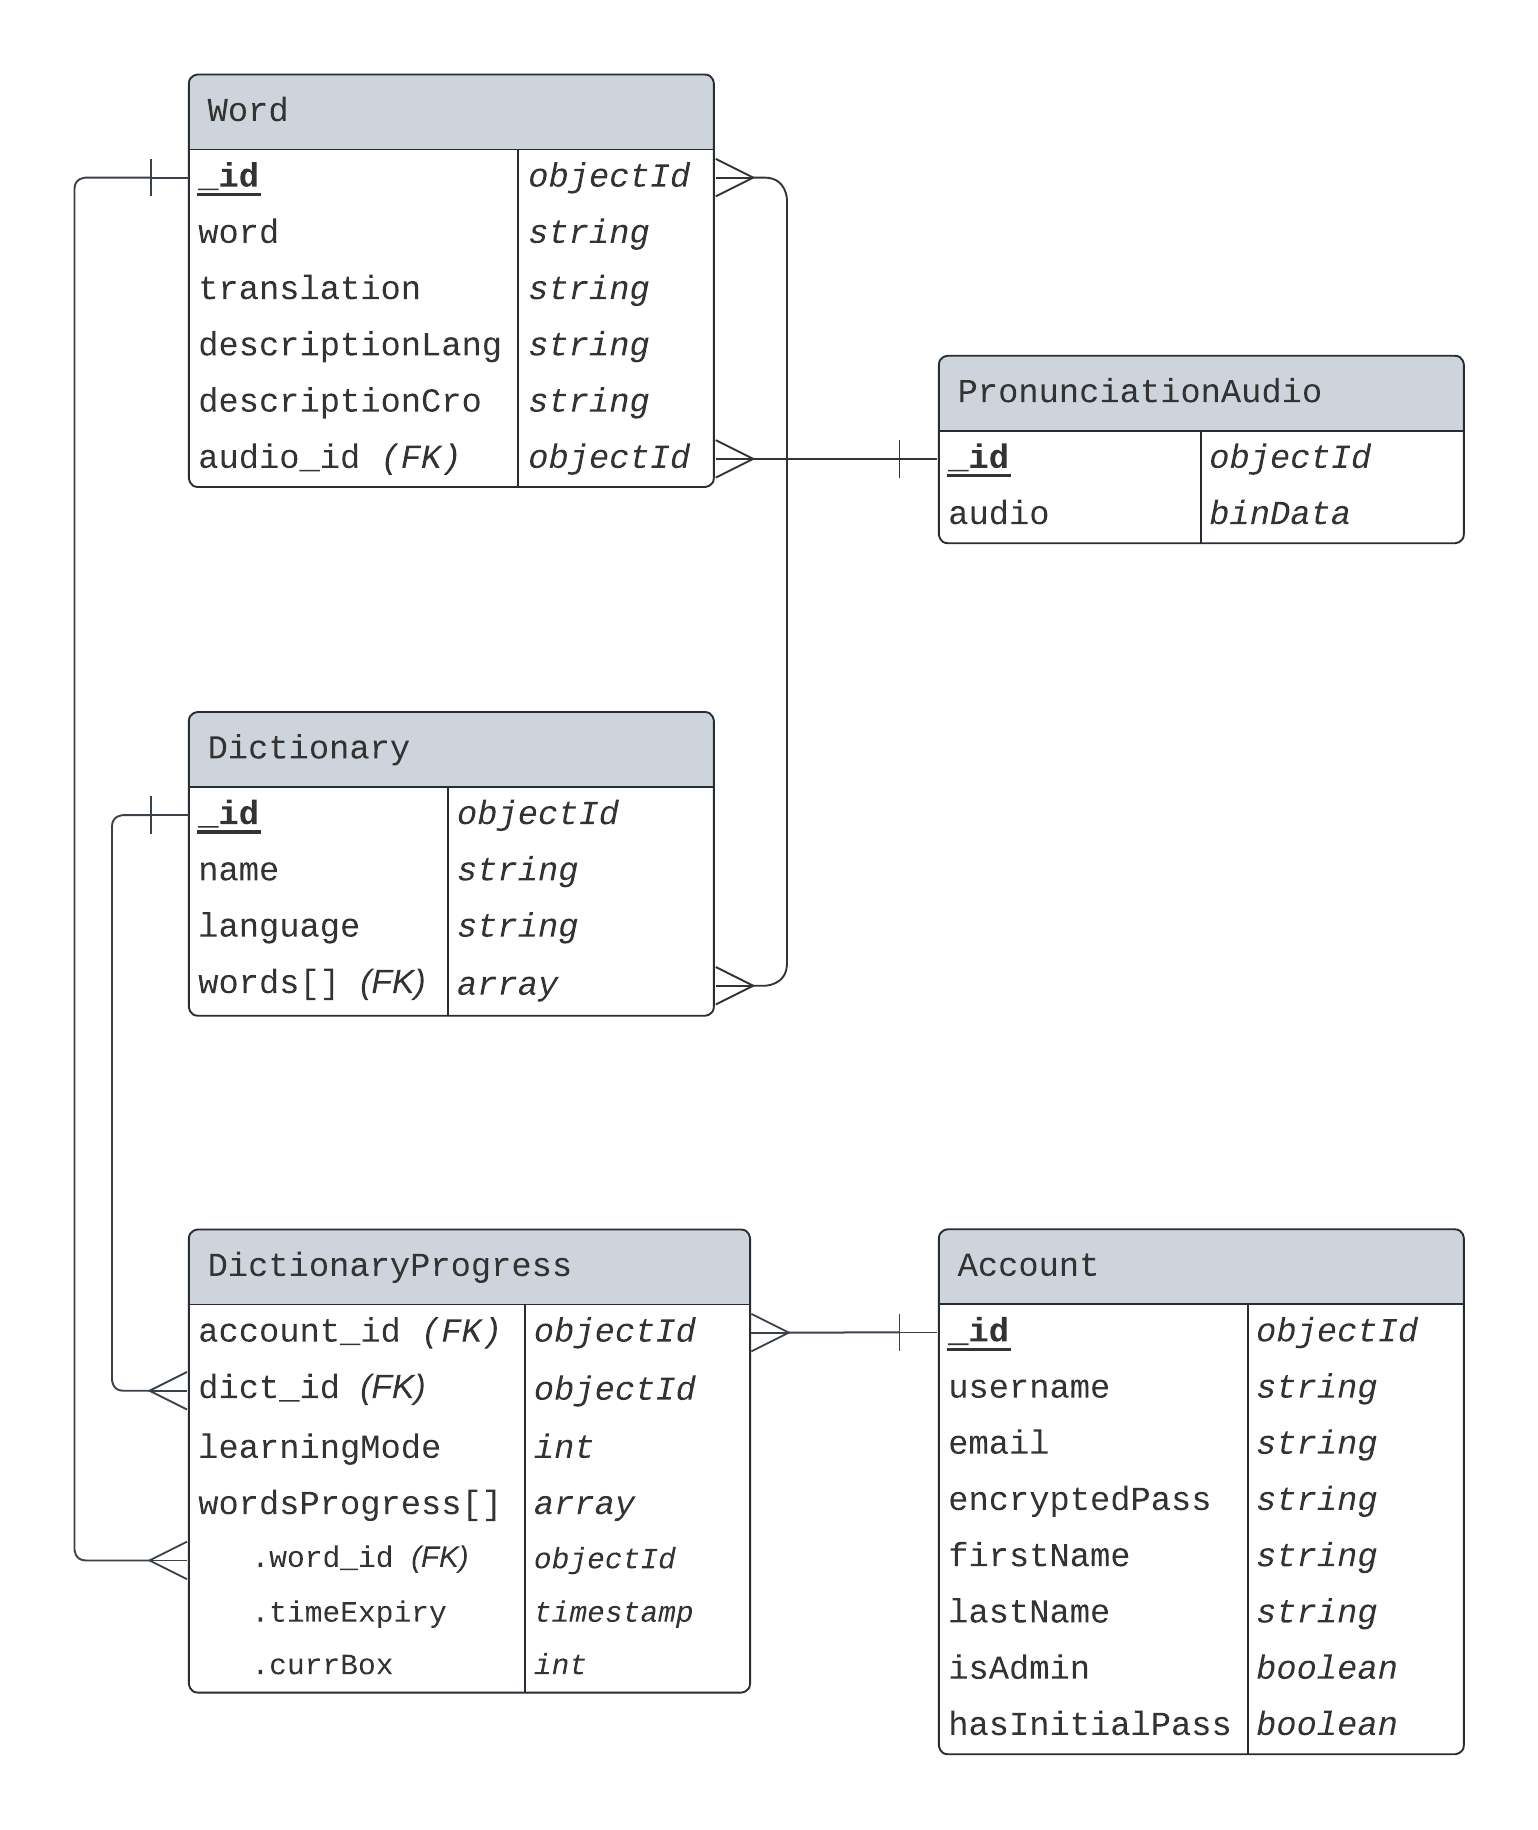 Word
_id objectId
word string
translation string
descriptionLang string
descriptionCro string
audio_id (FK) objectId
PronunciationAudio
_id objectId
audio binData
Dictionary
_id objectId
name string
language string
words[] (FK) array
DictionaryProgress
account_id (FK) objectId
dict_id (FK) objectId
learningMode int
wordsProgress[] array
.word_id (FK) objectId
.timeExpiry timestamp
.currBox int
Account
_id objectId
username string
email string
encryptedPass string
firstName string
lastName string
isAdmin boolean
hasInitialPass boolean